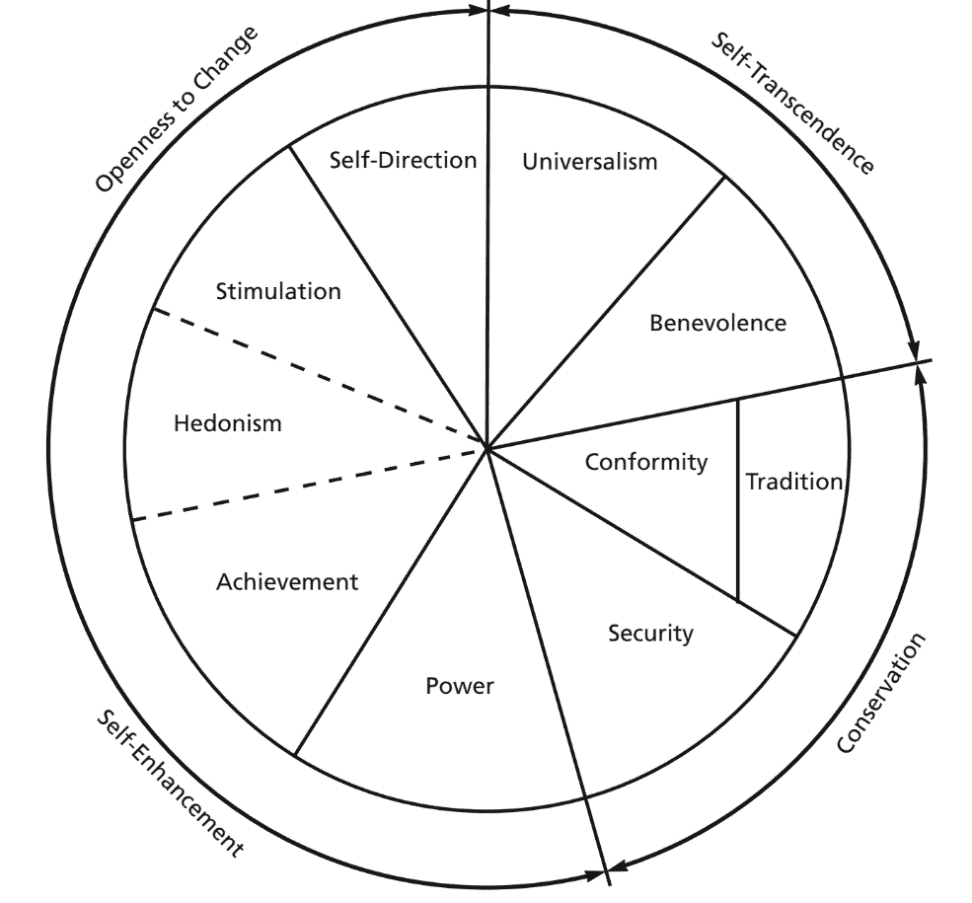 Openness to Change
Self-Transcendence
Self-Direction
Universalism
Stimulation
Benevolence
Hedonism
Conformity
Tradition
Achievement
Security
Power
Self-Enhancement
Conservation